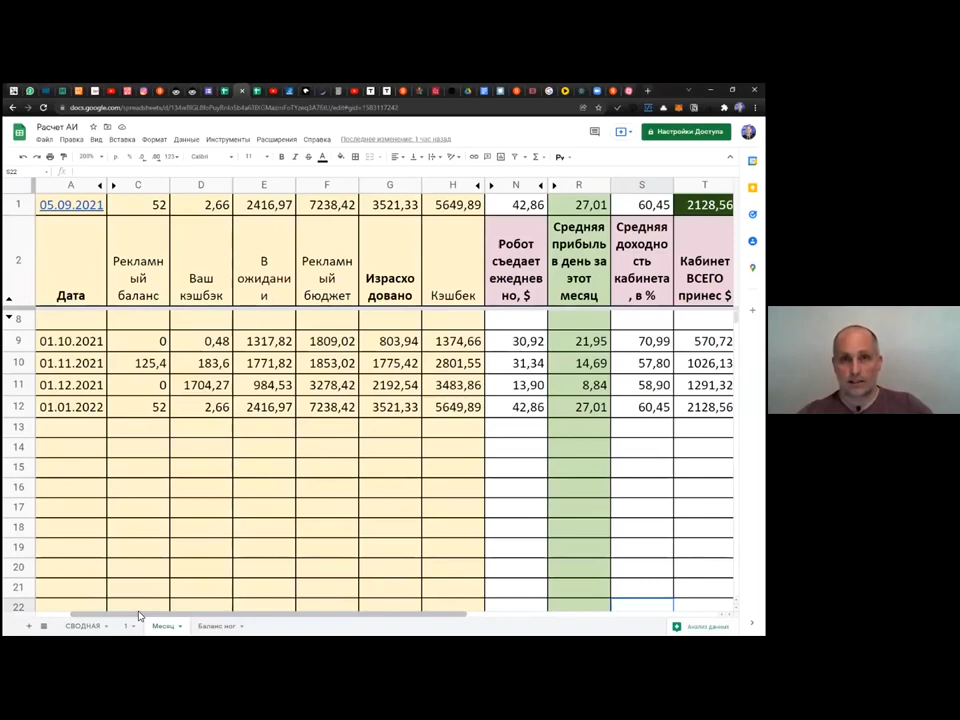 Расчет АИ
Файл Правка Вид Вставка Формат Данные Инструменты Расширения Справка Последнее изменение: 1 час назад
Настройки Доступа
200% Calibri 11
S22
A C D E F G H N R S T
1 05.09.2021 52 2,66 2416,97 7238,42 3521,33 5649,89 42,86 27,01 60,45 2128,56
2 Дата Рекламный баланс Ваш кэшбэк В ожидании Рекламный бюджет Израсходовано Кэшбек Робот съедает ежедневно, $ Средняя прибыль в день за этот месяц Средняя доходность кабинета, в % Кабинет ВСЕГО принес $
8
9 01.10.2021 0 0,48 1317,82 1809,02 803,94 1374,66 30,92 21,95 70,99 570,72
10 01.11.2021 125,4 183,6 1771,82 1853,02 1775,42 2801,55 31,34 14,69 57,80 1026,13
11 01.12.2021 0 1704,27 984,53 3278,42 2192,54 3483,86 13,90 8,84 58,90 1291,32
12 01.01.2022 52 2,66 2416,97 7238,42 3521,33 5649,89 42,86 27,01 60,45 2128,56
13
14
15
16
17
18
19
20
21
22
СВОДНАЯ 1 Месяц Баланс ног Анализ данных